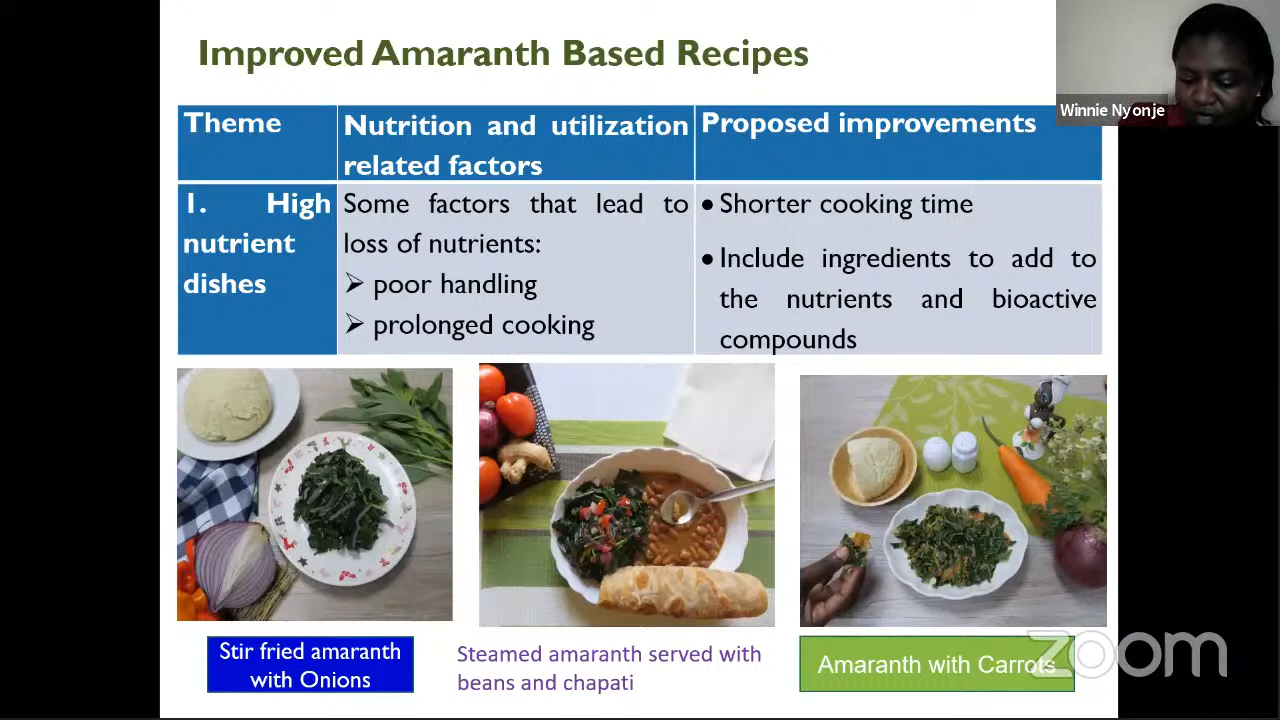 Improved Amaranth Based Recipes
Winnie Nyonje
Theme
Nutrition and utilization
related factors
Proposed improvements
1. High
nutrient
dishes
Some factors that lead to
loss of nutrients:
➢ poor handling
➢ prolonged cooking
• Shorter cooking time
• Include ingredients to add to
the nutrients and bioactive
compounds
Stir fried amaranth
with Onions
Steamed amaranth served with
beans and chapati
Amaranth with Carrots
zoom